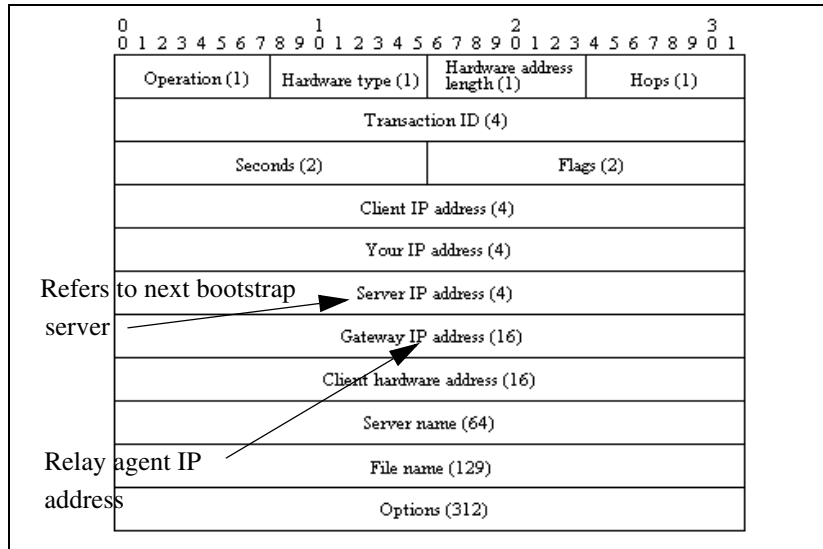 0 1 2 3
0 1 2 3 4 5 6 7 8 9 0 1 2 3 4 5 6 7 8 9 0 1 2 3 4 5 6 7 8 9 0 1
Operation (1) Hardware type (1) Hardware address length (1) Hops (1)
Transaction ID (4)
Seconds (2) Flags (2)
Client IP address (4)
Your IP address (4)
Refers to next bootstrap
server
Server IP address (4)
Gateway IP address (16)
Client hardware address (16)
Server name (64)
Relay agent IP
address
File name (129)
Options (312)